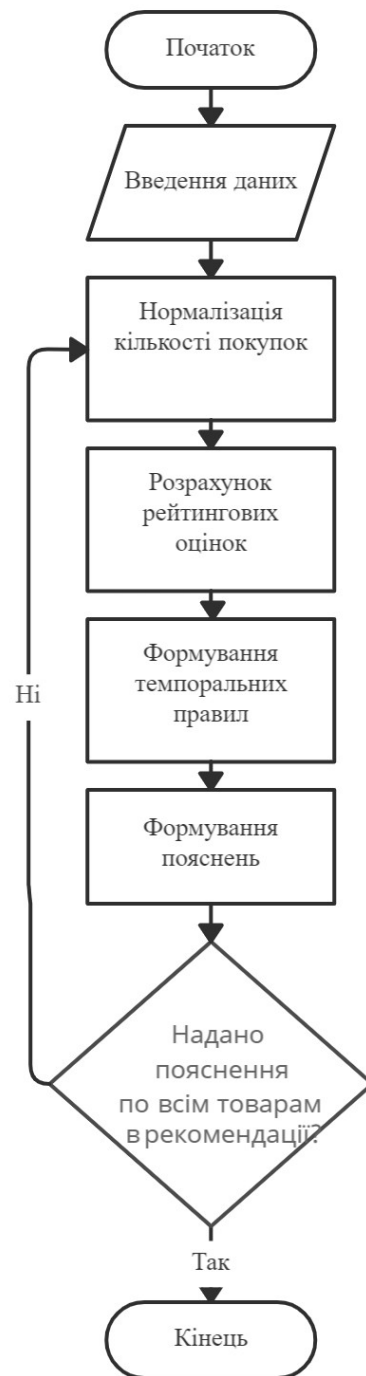 Початок
Введення даних
Нормалізація
кількості покупок
Розрахунок
рейтингових
оцінок
Формування
темпоральних
правил
Ні
Формування
пояснень
Надано
пояснення
по всім товарам
в рекомендації?
Так
Кінець